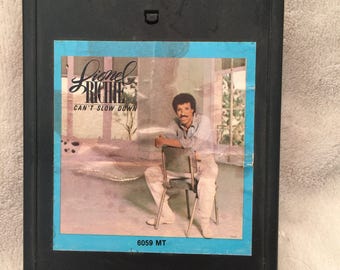 Lionel
RICHIE
CAN'T SLOW DOWN
6059 MT